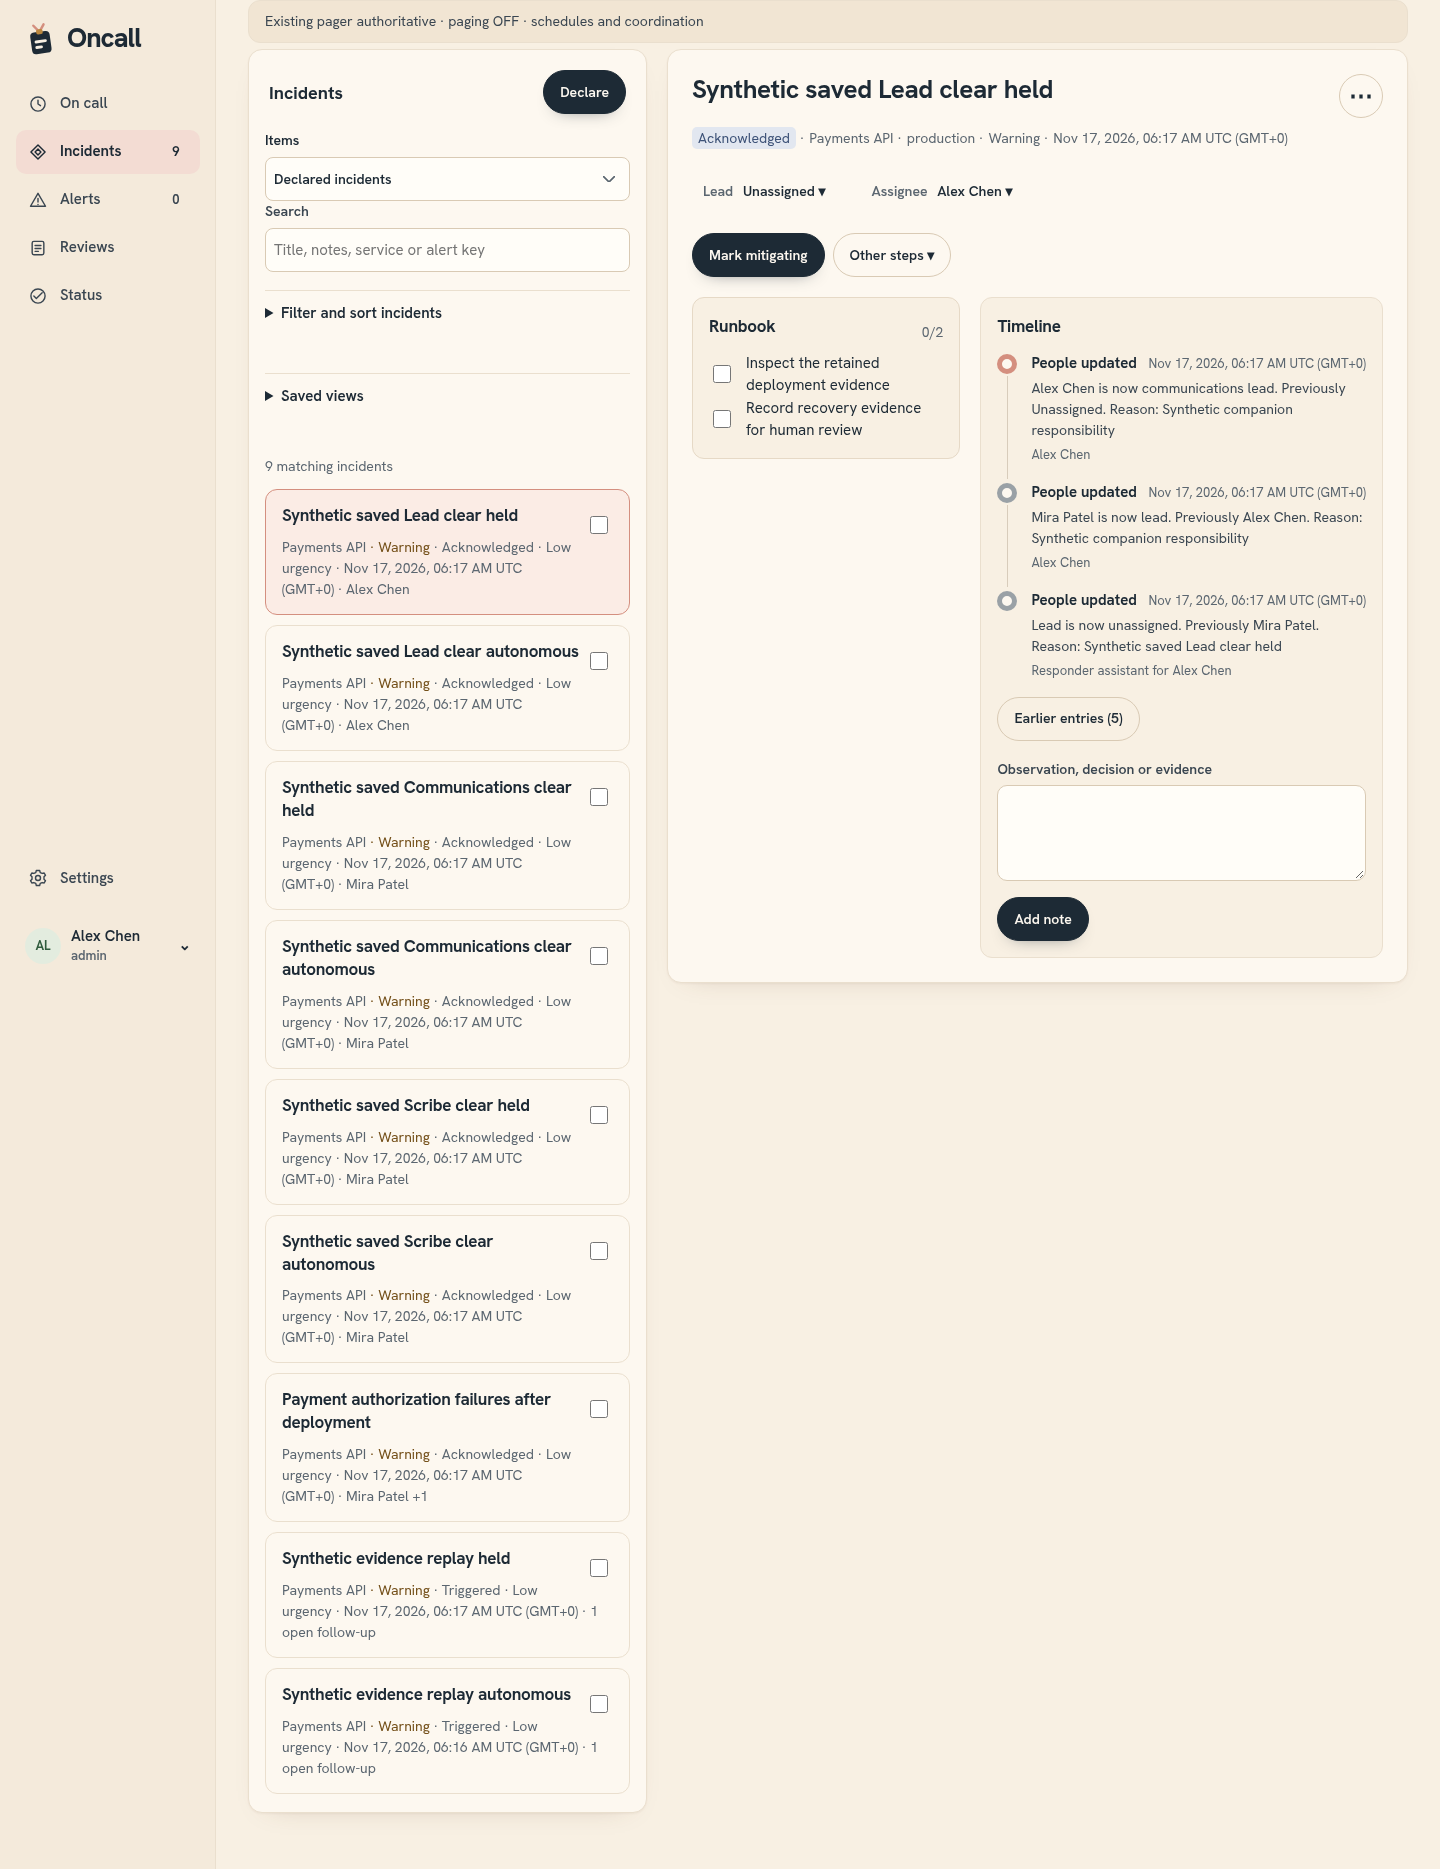 Existing pager authoritative · paging OFF · schedules and coordination
Oncall
On call
Incidents 9
Alerts 0
Reviews
Status
Settings
AL
Alex Chen
admin
Incidents
Declare
Items
Declared incidents
Search
Title, notes, service or alert key
Filter and sort incidents
Saved views
9 matching incidents
Synthetic saved Lead clear held
Payments API · Warning · Acknowledged · Low
urgency · Nov 17, 2026, 06:17 AM UTC
(GMT+0) · Alex Chen
Synthetic saved Lead clear autonomous
Payments API · Warning · Acknowledged · Low
urgency · Nov 17, 2026, 06:17 AM UTC
(GMT+0) · Alex Chen
Synthetic saved Communications clear
held
Payments API · Warning · Acknowledged · Low
urgency · Nov 17, 2026, 06:17 AM UTC
(GMT+0) · Mira Patel
Synthetic saved Communications clear
autonomous
Payments API · Warning · Acknowledged · Low
urgency · Nov 17, 2026, 06:17 AM UTC
(GMT+0) · Mira Patel
Synthetic saved Scribe clear held
Payments API · Warning · Acknowledged · Low
urgency · Nov 17, 2026, 06:17 AM UTC
(GMT+0) · Mira Patel
Synthetic saved Scribe clear
autonomous
Payments API · Warning · Acknowledged · Low
urgency · Nov 17, 2026, 06:17 AM UTC
(GMT+0) · Mira Patel
Payment authorization failures after
deployment
Payments API · Warning · Acknowledged · Low
urgency · Nov 17, 2026, 06:17 AM UTC
(GMT+0) · Mira Patel +1
Synthetic evidence replay held
Payments API · Warning · Triggered · Low
urgency · Nov 17, 2026, 06:17 AM UTC (GMT+0) · 1
open follow-up
Synthetic evidence replay autonomous
Payments API · Warning · Triggered · Low
urgency · Nov 17, 2026, 06:16 AM UTC (GMT+0) · 1
open follow-up
Synthetic saved Lead clear held
Acknowledged · Payments API · production · Warning · Nov 17, 2026, 06:17 AM UTC (GMT+0)
Lead Unassigned ▾ Assignee Alex Chen ▾
Mark mitigating
Other steps ▾
Runbook 0/2
Inspect the retained
deployment evidence
Record recovery evidence
for human review
Timeline
People updated Nov 17, 2026, 06:17 AM UTC (GMT+0)
Alex Chen is now communications lead. Previously
Unassigned. Reason: Synthetic companion
responsibility
Alex Chen
People updated Nov 17, 2026, 06:17 AM UTC (GMT+0)
Mira Patel is now lead. Previously Alex Chen. Reason:
Synthetic companion responsibility
Alex Chen
People updated Nov 17, 2026, 06:17 AM UTC (GMT+0)
Lead is now unassigned. Previously Mira Patel.
Reason: Synthetic saved Lead clear held
Responder assistant for Alex Chen
Earlier entries (5)
Observation, decision or evidence
Add note